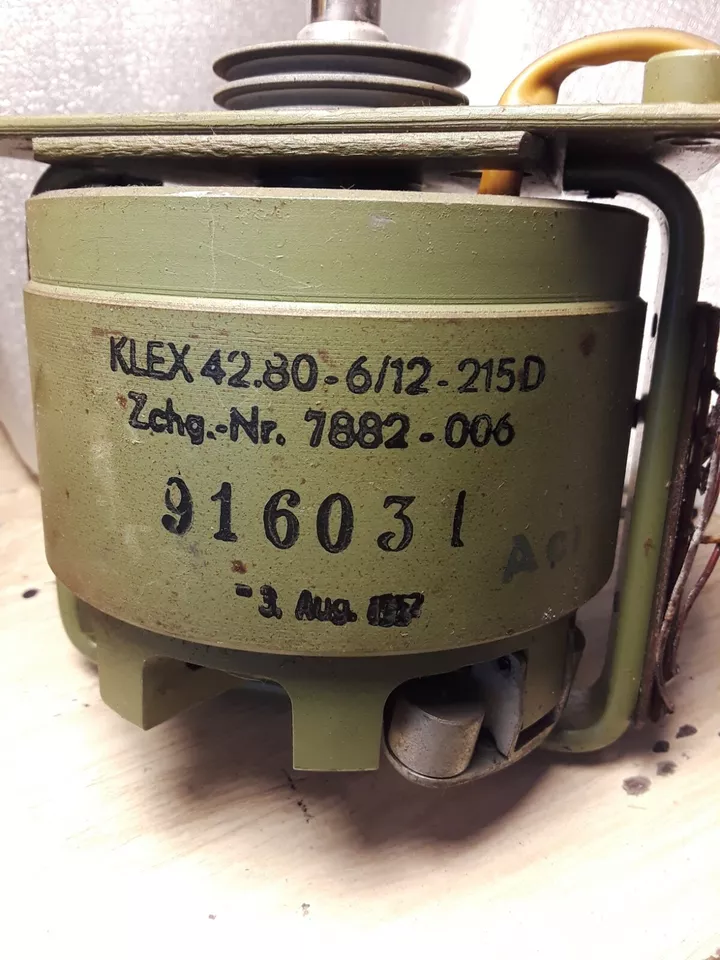 KLEX 42.80-6/12-215D
Zchg.-Nr. 7882-006
916031
-3. Aug. 1957